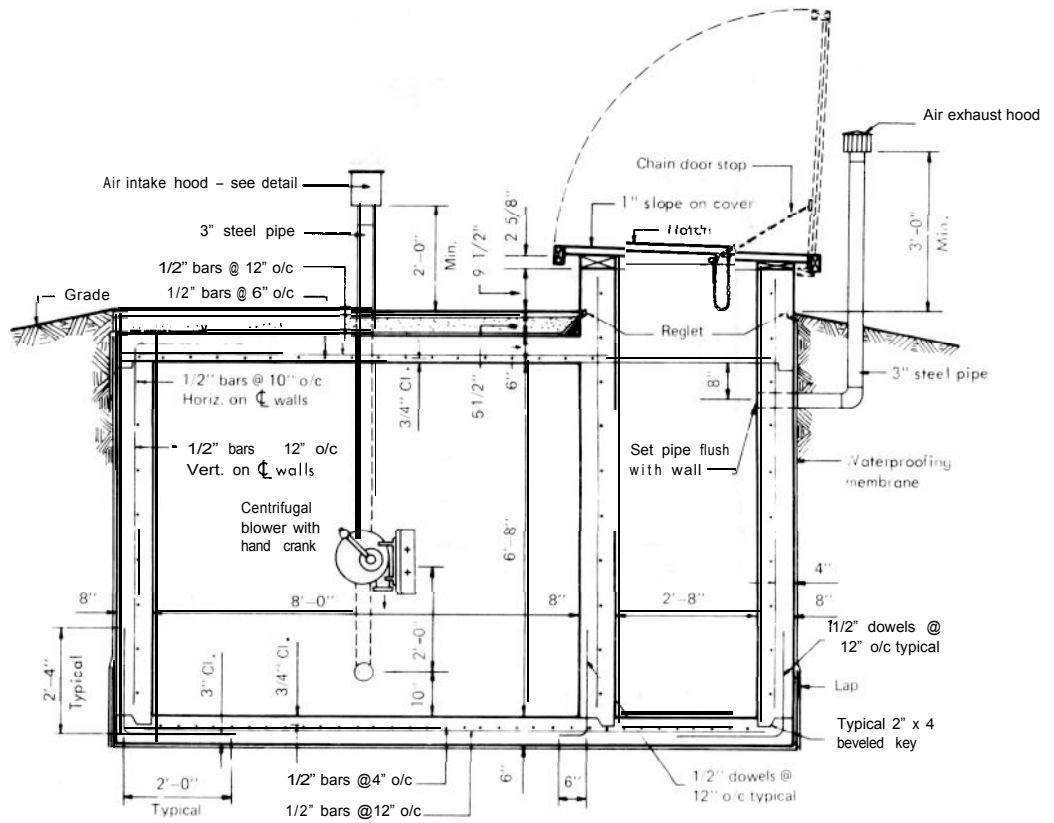 Air exhaust hood
Chain door stop
Air intake hood – see detail
1" slope on cover
Hatch
2 5/8"
3'-0"
Min.
3" steel pipe
2'-0"
Min.
9 1/2"
1/2" bars @ 12" o/c
1/2" bars @ 6" o/c
Grade
Reglet
1/2" bars @ 10" o/c
Horiz. on ℄ walls
3/4" Cl.
5 1/2"
6"
8"
3" steel pipe
1/2" bars 12" o/c
Vert. on ℄ walls
Set pipe flush
with wall
Waterproofing
membrane
Centrifugal
blower with
hand crank
6'-8"
4"
8"
8'-0"
8"
2'-8"
8"
11/2" dowels @
12" o/c typical
2'-4"
Typical
3" Cl.
3/4" Cl.
2'-0"
10"
Lap
Typical 2" x 4
beveled key
2'-0"
Typical
1/2" bars @4" o/c
1/2" bars @12" o/c
6"
6"
1/2" dowels @
12" o/c typical